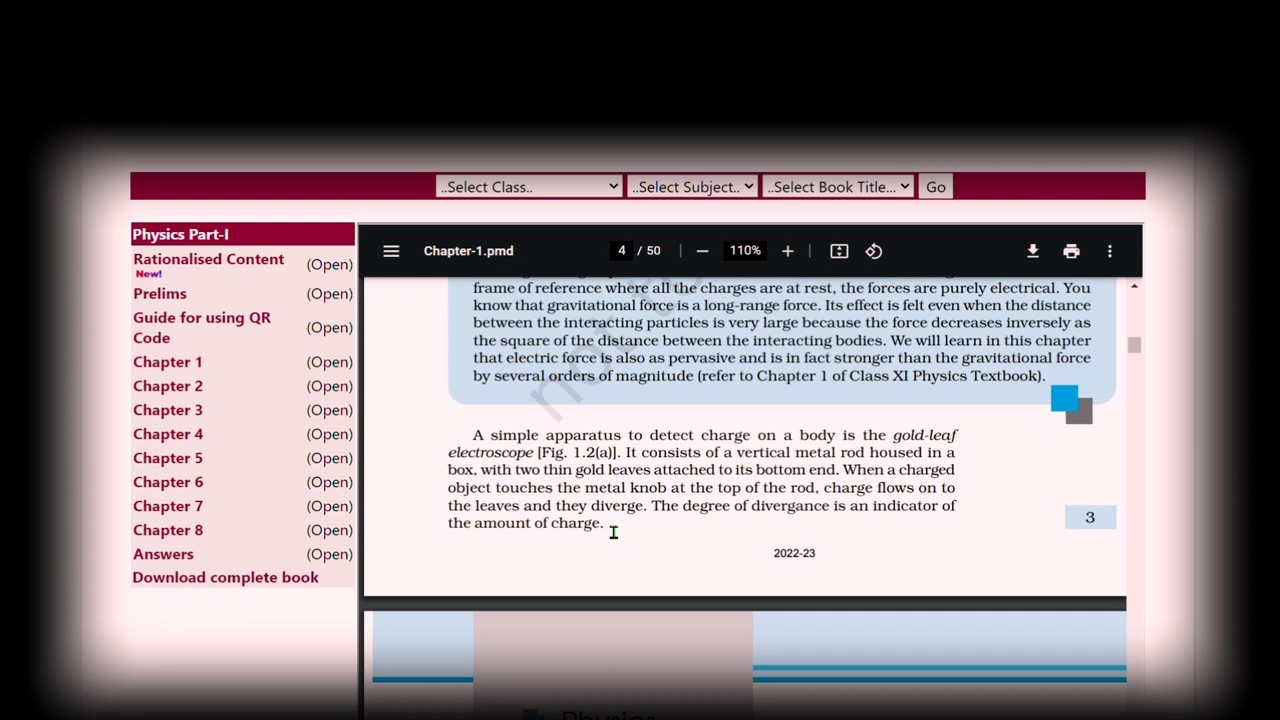 ..Select Class.. ..Select Subject.. ..Select Book Title... Go
Physics Part-I
Rationalised Content (Open)
New!
Prelims (Open)
Guide for using QR
Code (Open)
Chapter 1 (Open)
Chapter 2 (Open)
Chapter 3 (Open)
Chapter 4 (Open)
Chapter 5 (Open)
Chapter 6 (Open)
Chapter 7 (Open)
Chapter 8 (Open)
Answers (Open)
Download complete book
Chapter-1.pmd 4 / 50 110%
frame of reference where all the charges are at rest, the forces are purely electrical. You
know that gravitational force is a long-range force. Its effect is felt even when the distance
between the interacting particles is very large because the force decreases inversely as
the square of the distance between the interacting bodies. We will learn in this chapter
that electric force is also as pervasive and is in fact stronger than the gravitational force
by several orders of magnitude (refer to Chapter 1 of Class XI Physics Textbook).
not
A simple apparatus to detect charge on a body is the gold-leaf
electroscope [Fig. 1.2(a)]. It consists of a vertical metal rod housed in a
box, with two thin gold leaves attached to its bottom end. When a charged
object touches the metal knob at the top of the rod, charge flows on to
the leaves and they diverge. The degree of divergance is an indicator of
the amount of charge.
3
2022-23
Physics